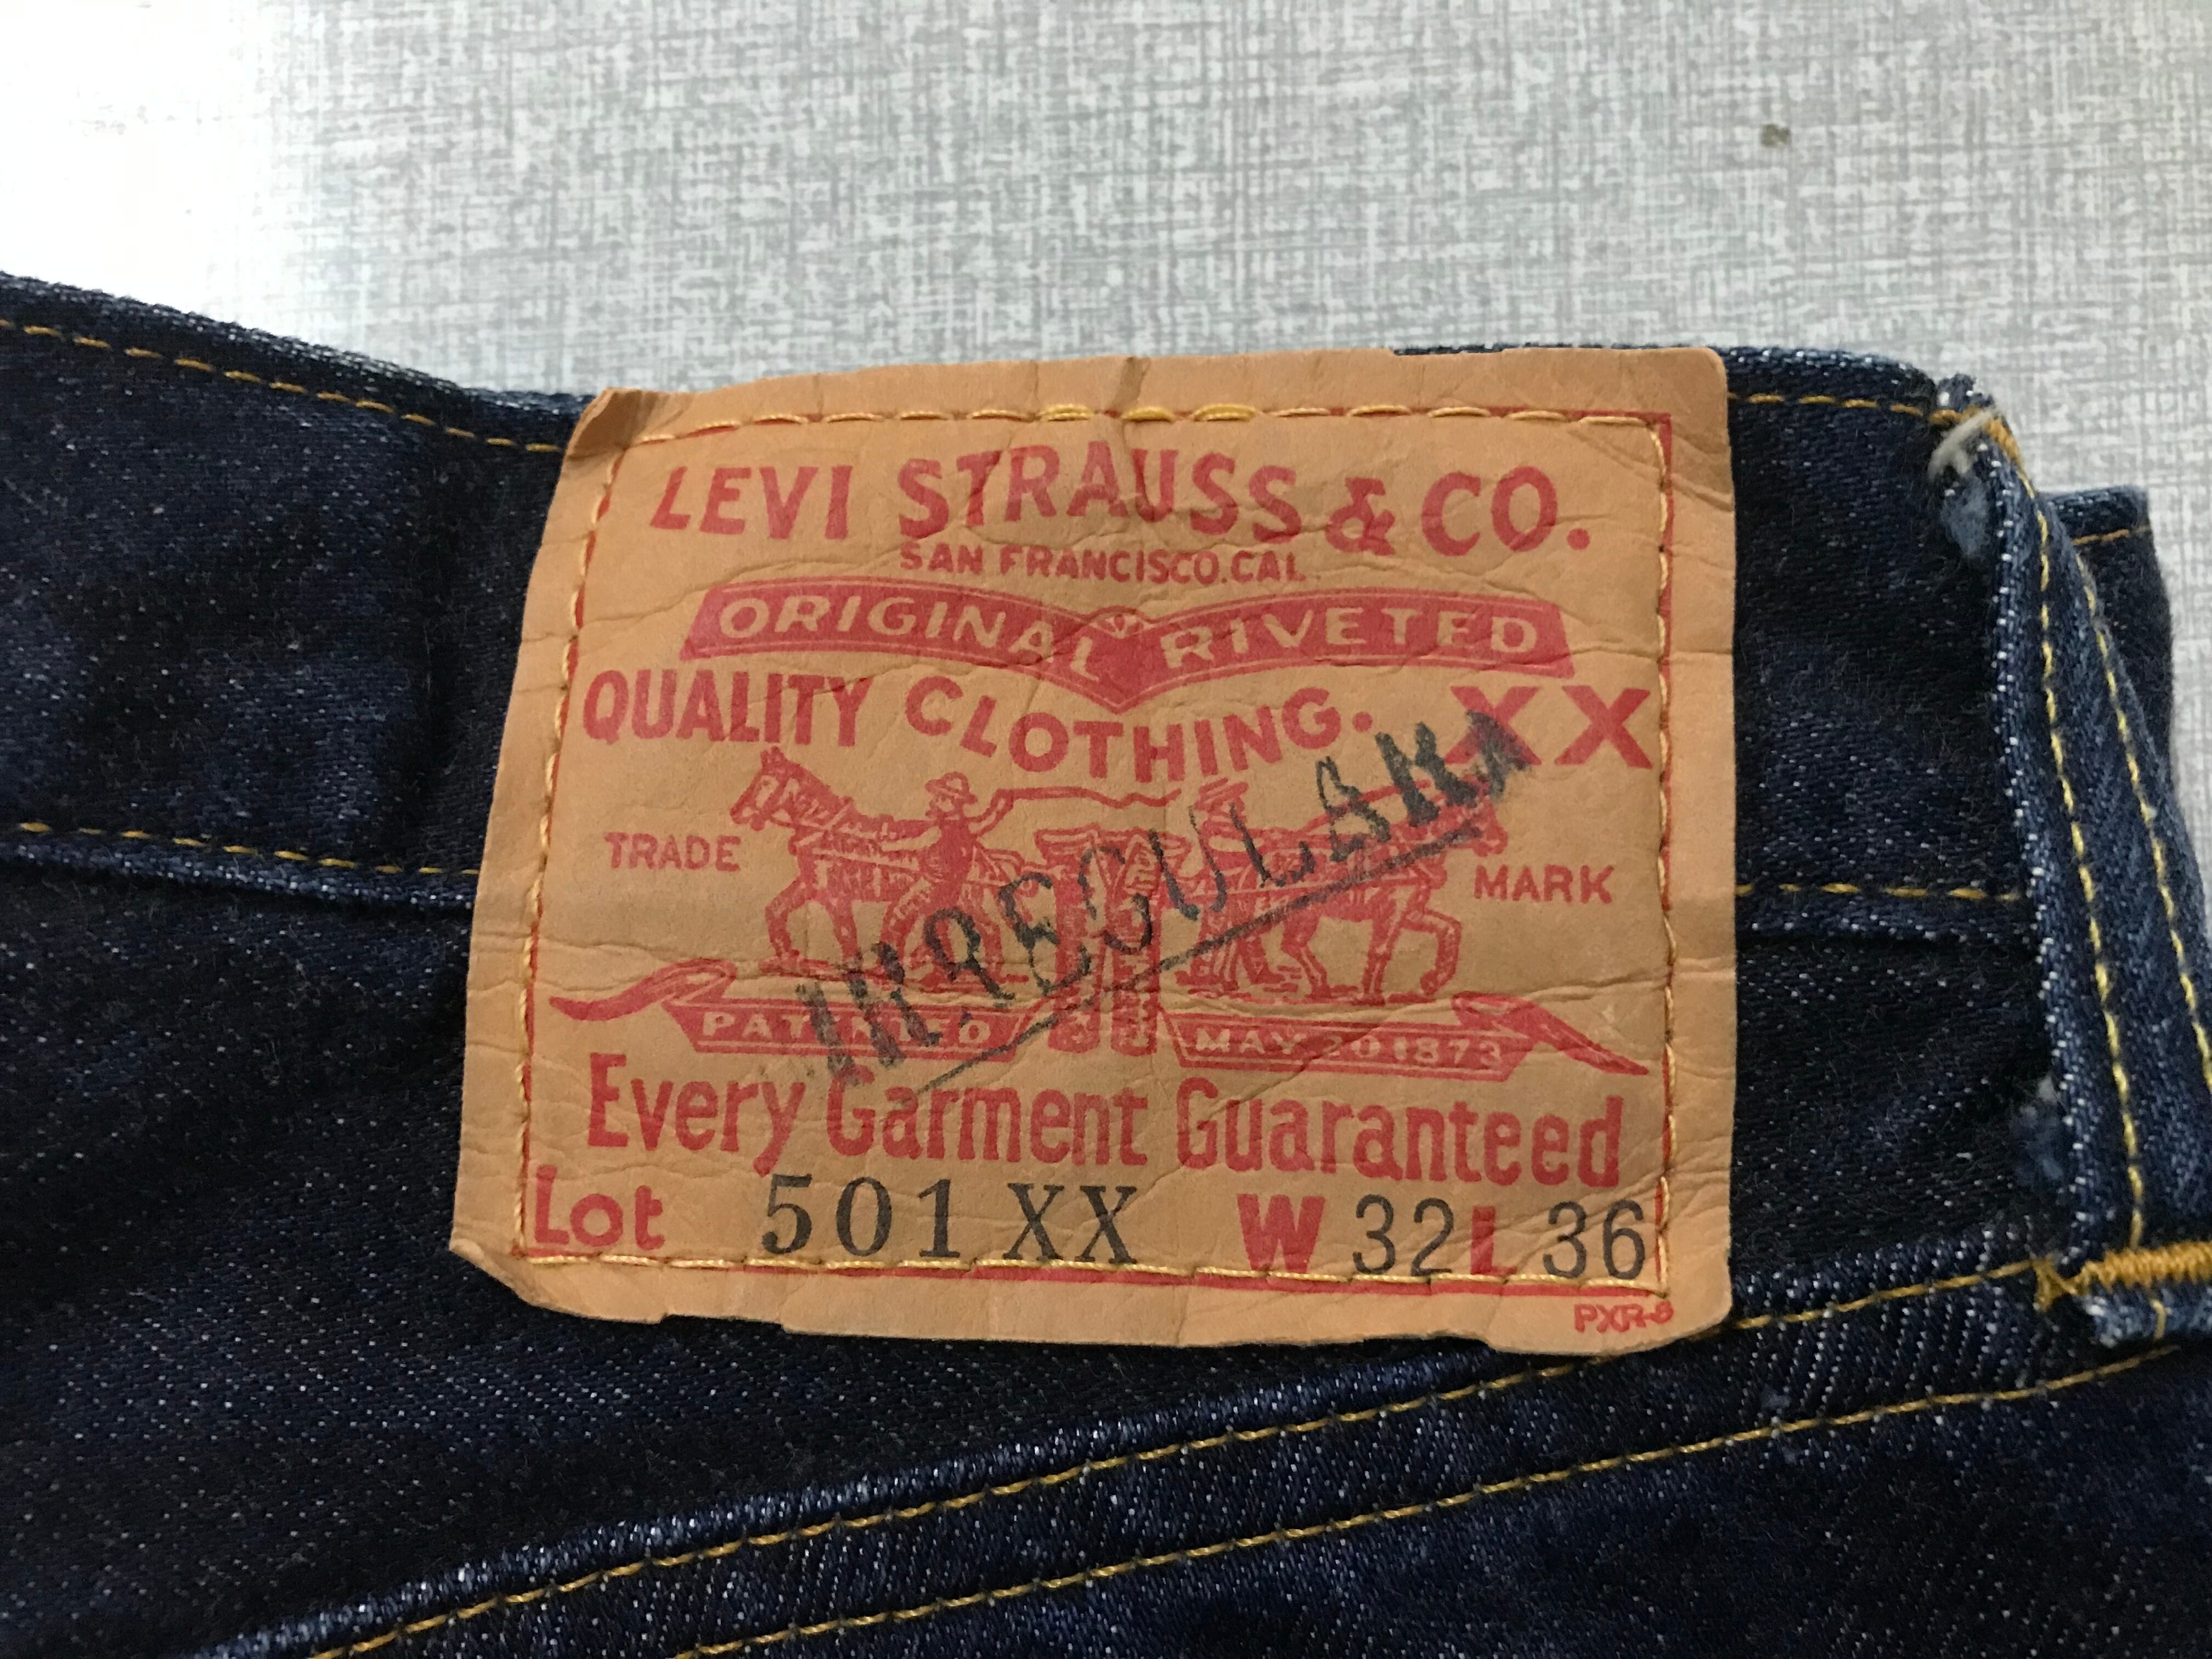 LEVI STRAUSS & CO.
SAN FRANCISCO.CAL.
ORIGINAL RIVETED
QUALITY CLOTHING. XX
TRADE MARK
IRREGULAR
PATENTED MAY 20 1873
Every Garment Guaranteed
Lot 501 XX W 32 L 36
PXR-8